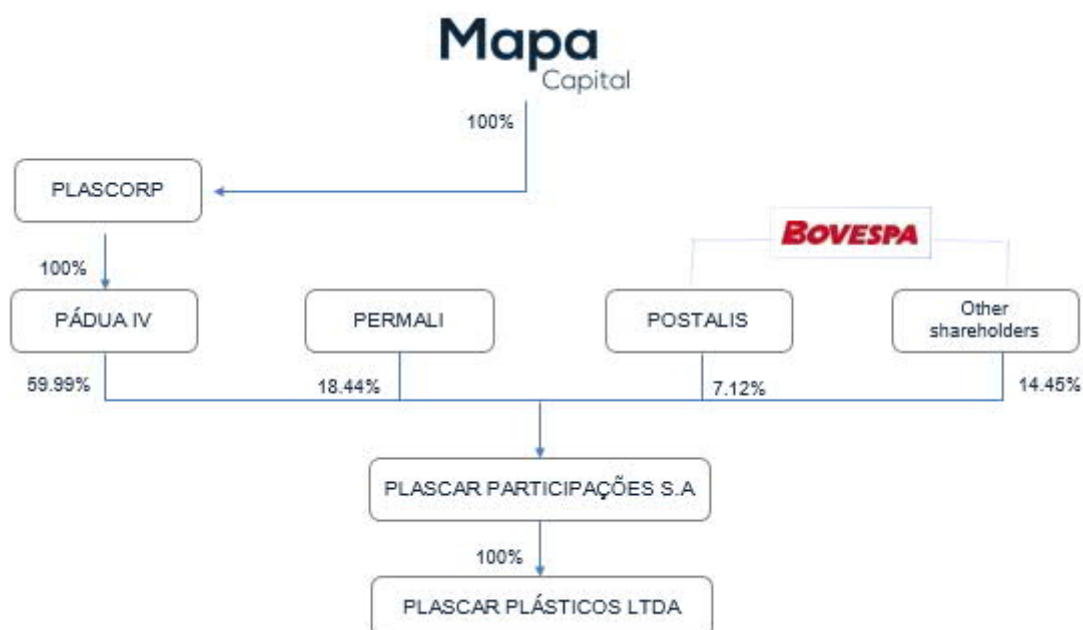 Mapa
Capital
100%
PLASCORP
BOVESPA
100%
PÁDUA IV
PERMALI
POSTALIS
Other
shareholders
59.99%
18.44%
7.12%
14.45%
PLASCAR PARTICIPAÇÕES S.A
100%
PLASCAR PLÁSTICOS LTDA